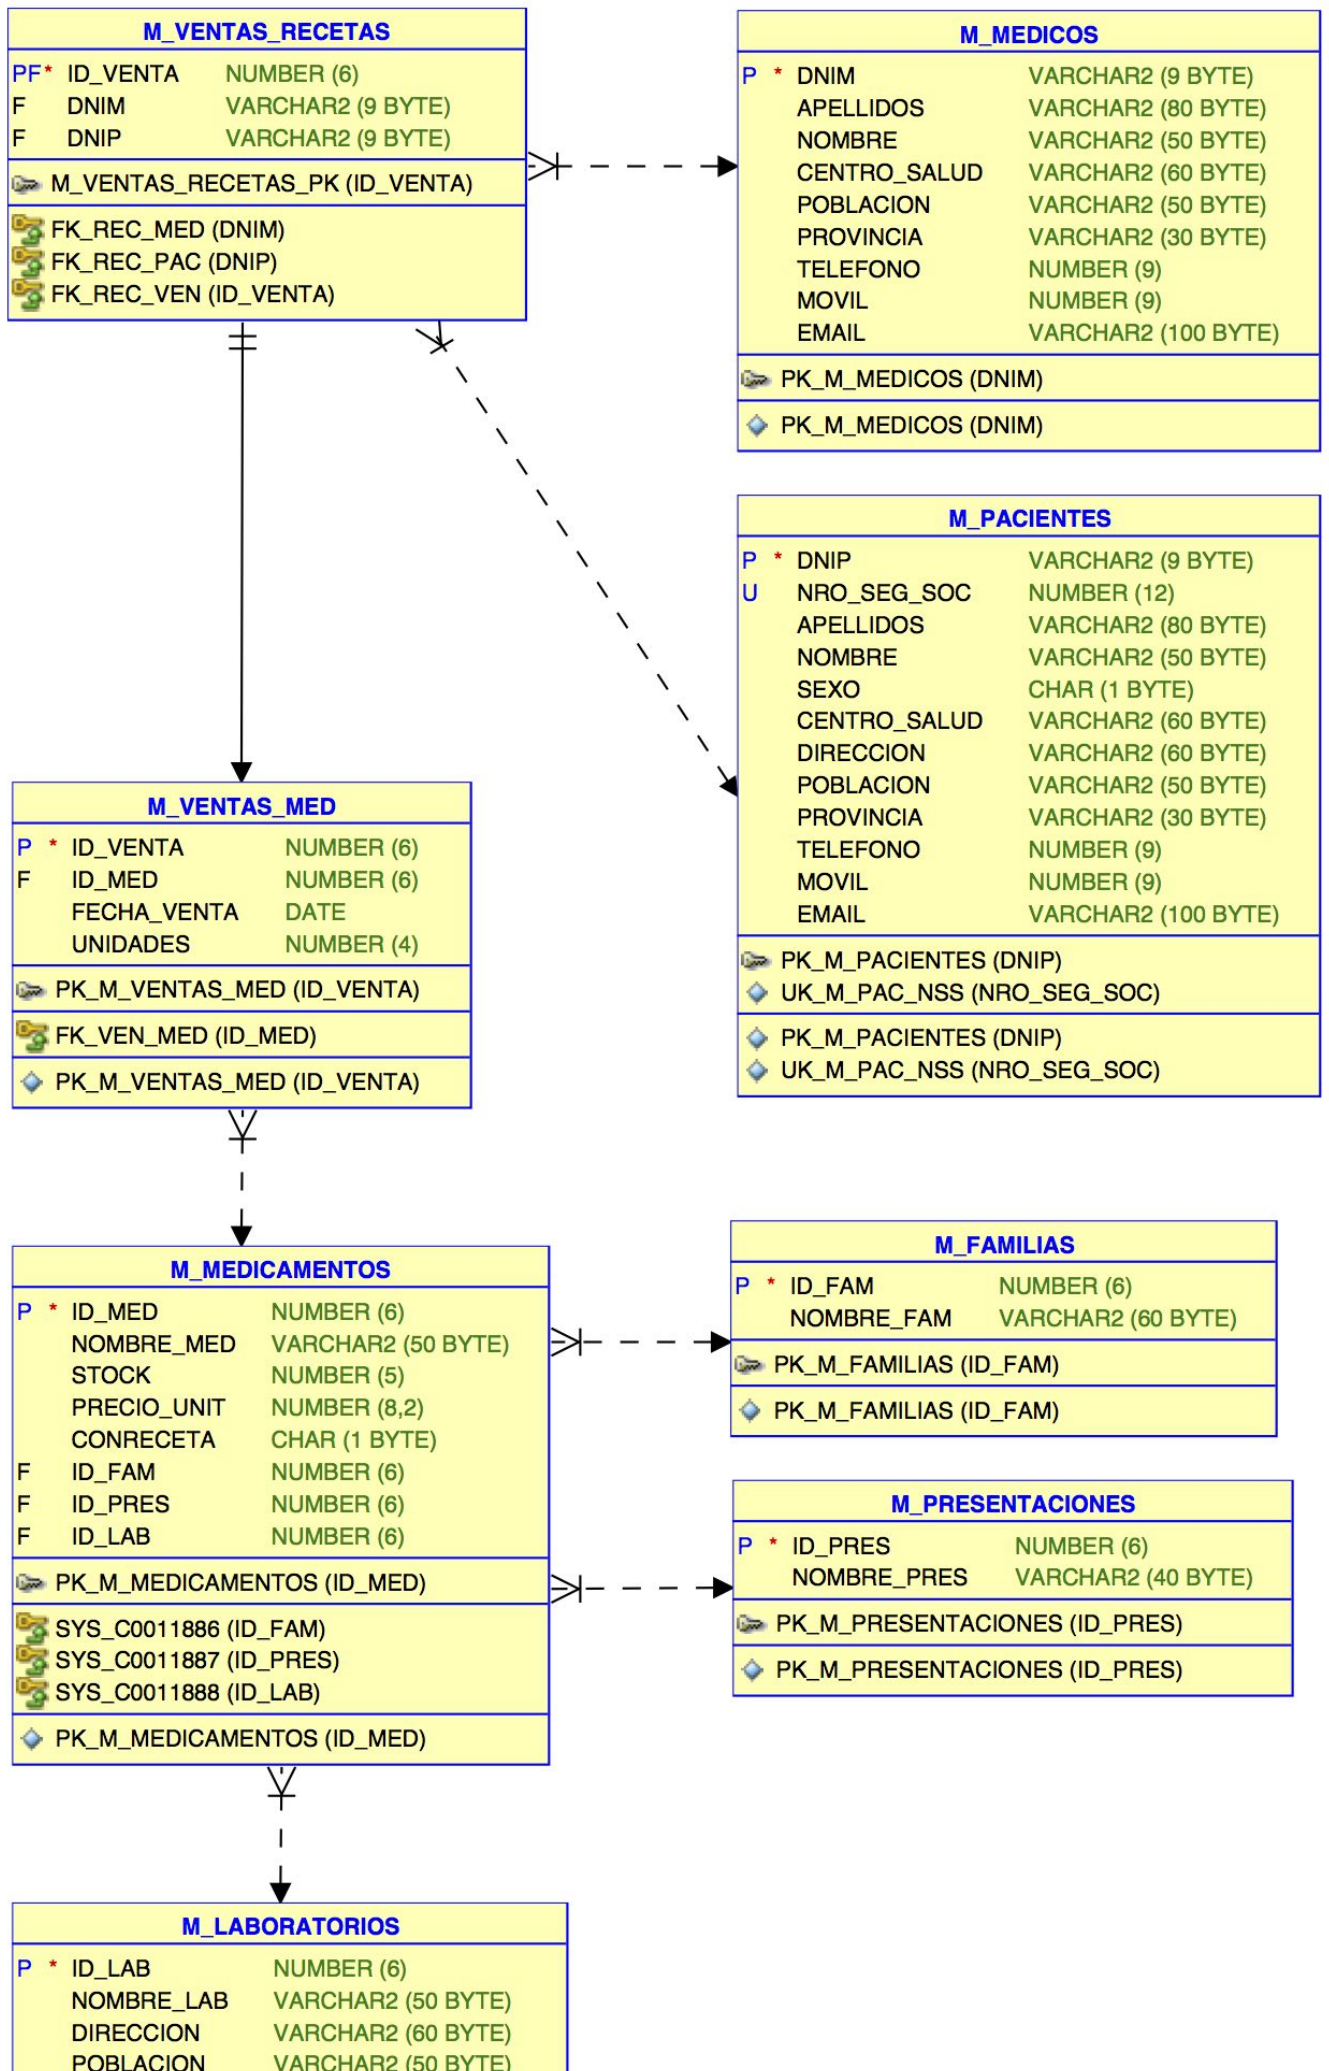 M_VENTAS_RECETAS
PF* ID_VENTA NUMBER (6)
F DNIM VARCHAR2 (9 BYTE)
F DNIP VARCHAR2 (9 BYTE)
M_VENTAS_RECETAS_PK (ID_VENTA)
FK_REC_MED (DNIM)
FK_REC_PAC (DNIP)
FK_REC_VEN (ID_VENTA)
M_MEDICOS
P * DNIM VARCHAR2 (9 BYTE)
APELLIDOS VARCHAR2 (80 BYTE)
NOMBRE VARCHAR2 (50 BYTE)
CENTRO_SALUD VARCHAR2 (60 BYTE)
POBLACION VARCHAR2 (50 BYTE)
PROVINCIA VARCHAR2 (30 BYTE)
TELEFONO NUMBER (9)
MOVIL NUMBER (9)
EMAIL VARCHAR2 (100 BYTE)
PK_M_MEDICOS (DNIM)
PK_M_MEDICOS (DNIM)
M_PACIENTES
P * DNIP VARCHAR2 (9 BYTE)
U NRO_SEG_SOC NUMBER (12)
APELLIDOS VARCHAR2 (80 BYTE)
NOMBRE VARCHAR2 (50 BYTE)
SEXO CHAR (1 BYTE)
CENTRO_SALUD VARCHAR2 (60 BYTE)
DIRECCION VARCHAR2 (60 BYTE)
POBLACION VARCHAR2 (50 BYTE)
PROVINCIA VARCHAR2 (30 BYTE)
TELEFONO NUMBER (9)
MOVIL NUMBER (9)
EMAIL VARCHAR2 (100 BYTE)
PK_M_PACIENTES (DNIP)
UK_M_PAC_NSS (NRO_SEG_SOC)
PK_M_PACIENTES (DNIP)
UK_M_PAC_NSS (NRO_SEG_SOC)
M_VENTAS_MED
P * ID_VENTA NUMBER (6)
F ID_MED NUMBER (6)
FECHA_VENTA DATE
UNIDADES NUMBER (4)
PK_M_VENTAS_MED (ID_VENTA)
FK_VEN_MED (ID_MED)
PK_M_VENTAS_MED (ID_VENTA)
M_MEDICAMENTOS
P * ID_MED NUMBER (6)
NOMBRE_MED VARCHAR2 (50 BYTE)
STOCK NUMBER (5)
PRECIO_UNIT NUMBER (8,2)
CONRECETA CHAR (1 BYTE)
F ID_FAM NUMBER (6)
F ID_PRES NUMBER (6)
F ID_LAB NUMBER (6)
PK_M_MEDICAMENTOS (ID_MED)
SYS_C0011886 (ID_FAM)
SYS_C0011887 (ID_PRES)
SYS_C0011888 (ID_LAB)
PK_M_MEDICAMENTOS (ID_MED)
M_FAMILIAS
P * ID_FAM NUMBER (6)
NOMBRE_FAM VARCHAR2 (60 BYTE)
PK_M_FAMILIAS (ID_FAM)
PK_M_FAMILIAS (ID_FAM)
M_PRESENTACIONES
P * ID_PRES NUMBER (6)
NOMBRE_PRES VARCHAR2 (40 BYTE)
PK_M_PRESENTACIONES (ID_PRES)
PK_M_PRESENTACIONES (ID_PRES)
M_LABORATORIOS
P * ID_LAB NUMBER (6)
NOMBRE_LAB VARCHAR2 (50 BYTE)
DIRECCION VARCHAR2 (60 BYTE)
POBLACION VARCHAR2 (50 BYTE)